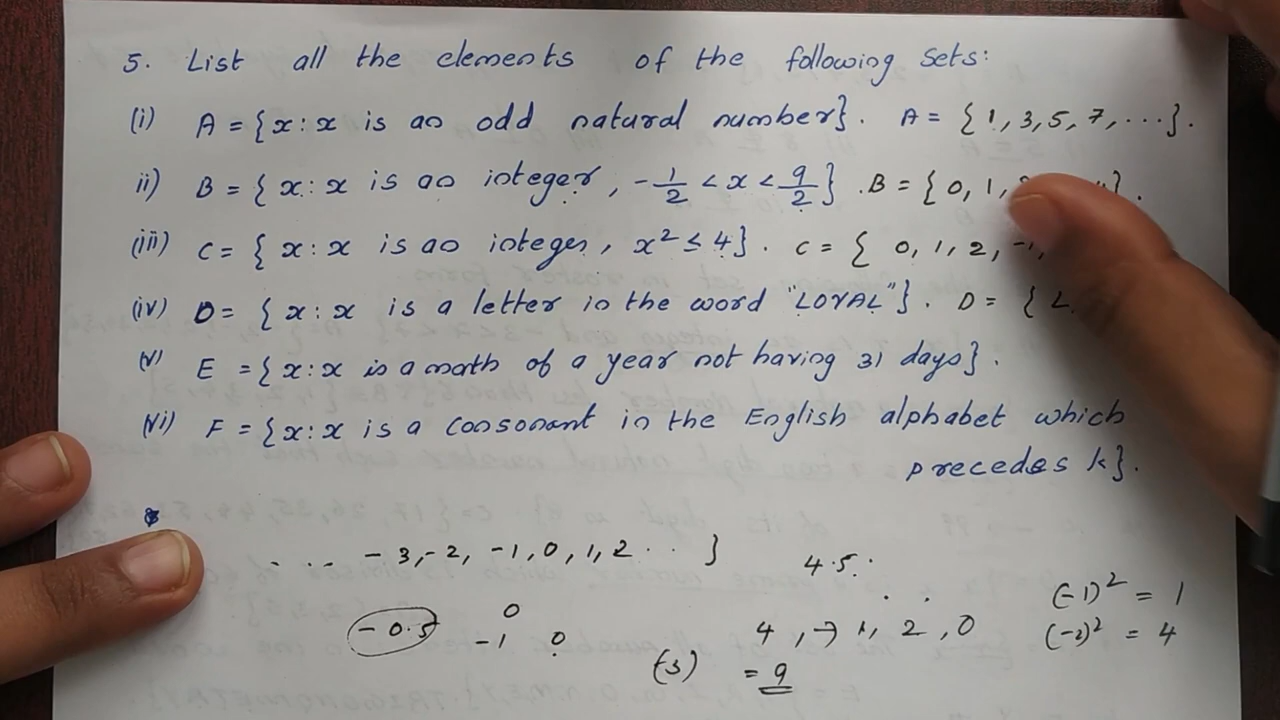 5. List all the elements of the following sets:
(i) A = {x : x is an odd natural number}. A = {1, 3, 5, 7, ...}.
ii) B = {x : x is an integer, -1/2 < x < 9/2}. B = {0, 1, }.
(iii) C = {x : x is an integer, x² ≤ 4}. C = { 0, 1, 2, -1,
(iv) D = {x : x is a letter in the word "LOYAL"}. D = { L,
(v) E = {x : x is a month of a year not having 31 days}.
(vi) F = {x : x is a consonant in the English alphabet which
precedes k}.
. ... -3, -2, -1, 0, 1, 2 .. }
4.5.
(-1)² = 1
-0.5
0
-1 0
4, → 1, 2, 0
(-2)² = 4
(3) = 9